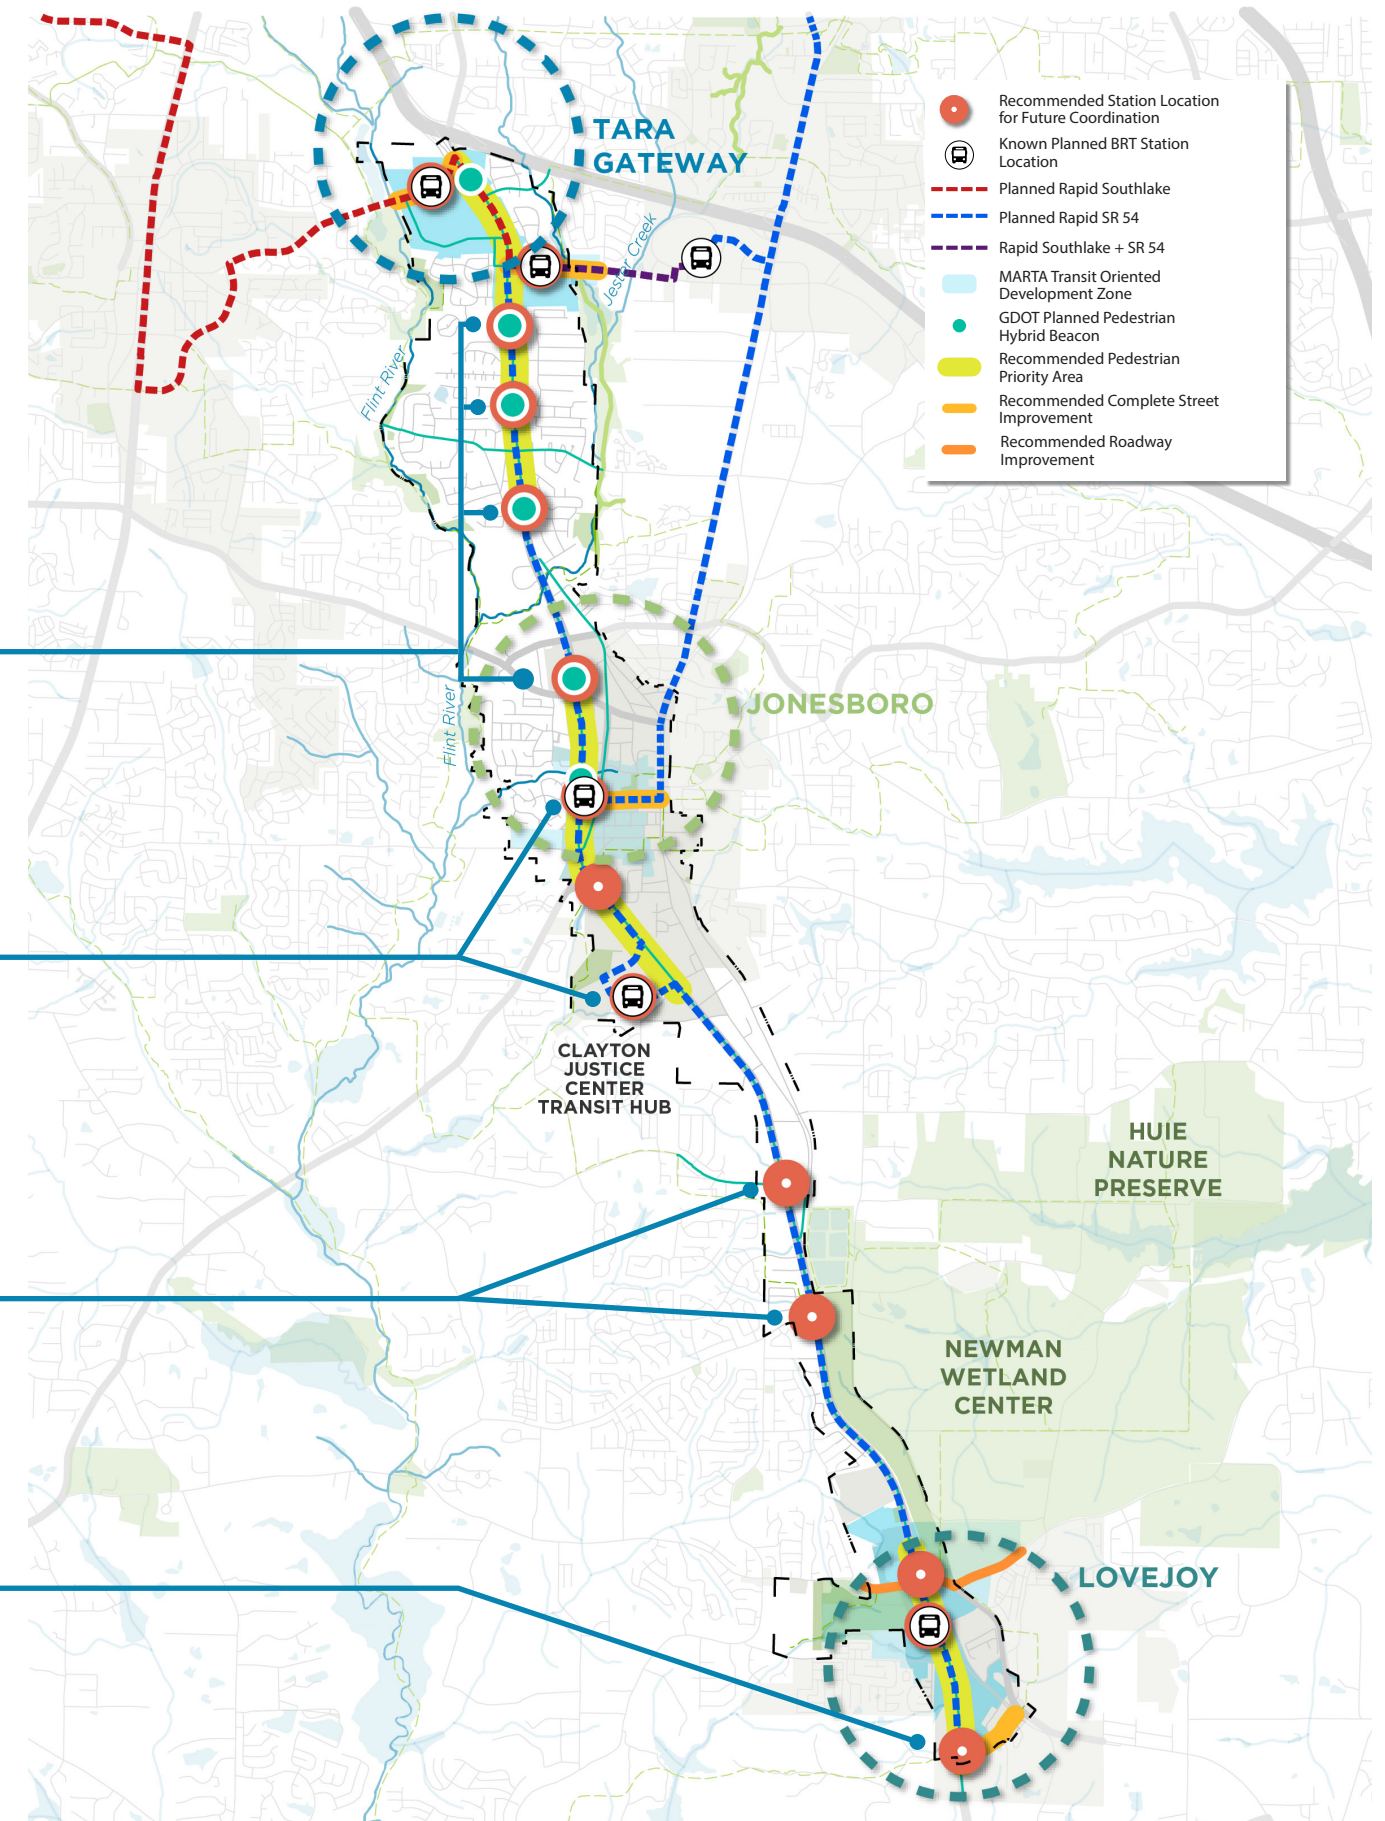 Recommended Station Location
for Future Coordination
Known Planned BRT Station
Location
Planned Rapid Southlake
Planned Rapid SR 54
Rapid Southlake + SR 54
MARTA Transit Oriented
Development Zone
GDOT Planned Pedestrian
Hybrid Beacon
Recommended Pedestrian
Priority Area
Recommended Complete Street
Improvement
Recommended Roadway
Improvement
TARA
GATEWAY
Jester Creek
Flint River
Flint River
JONESBORO
CLAYTON
JUSTICE
CENTER
TRANSIT HUB
HUIE
NATURE
PRESERVE
NEWMAN
WETLAND
CENTER
LOVEJOY